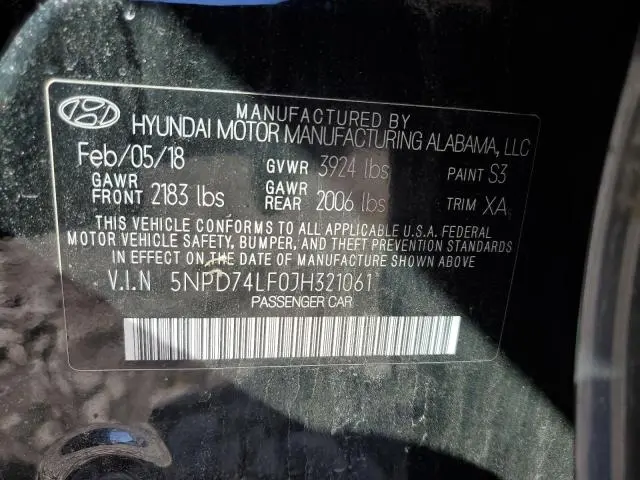 MANUFACTURED BY
HYUNDAI MOTOR MANUFACTURING ALABAMA, LLC
Feb/05/18 GVWR 3924 lbs PAINT S3
GAWR FRONT 2183 lbs GAWR REAR 2006 lbs TRIM XA
THIS VEHICLE CONFORMS TO ALL APPLICABLE U.S.A. FEDERAL
MOTOR VEHICLE SAFETY, BUMPER, AND THEFT PREVENTION STANDARDS
IN EFFECT ON THE DATE OF MANUFACTURE SHOWN ABOVE
V.I.N 5NPD74LF0JH321061
PASSENGER CAR